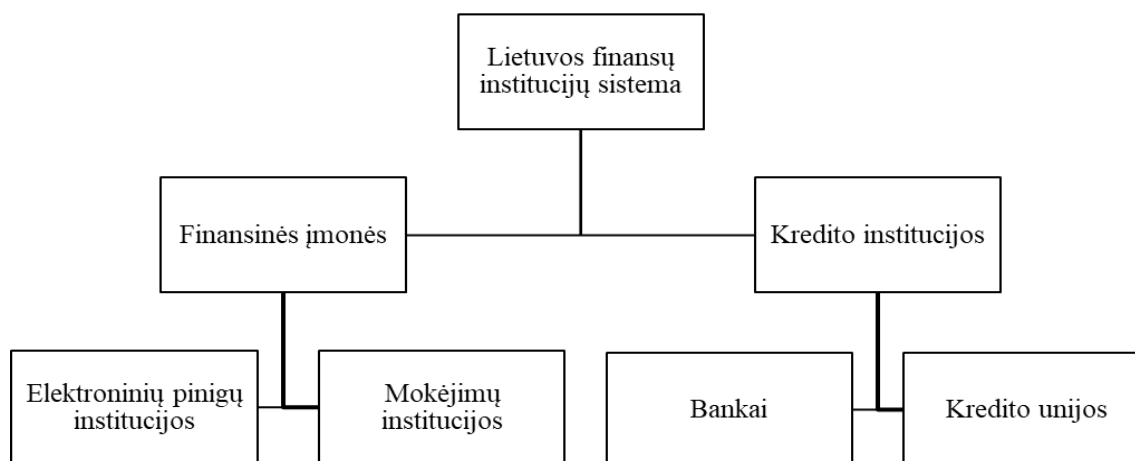 Lietuvos finansų
institucijų sistema
Finansinės įmonės
Kredito institucijos
Elektroninių pinigų
institucijos
Mokėjimų
institucijos
Bankai
Kredito unijos